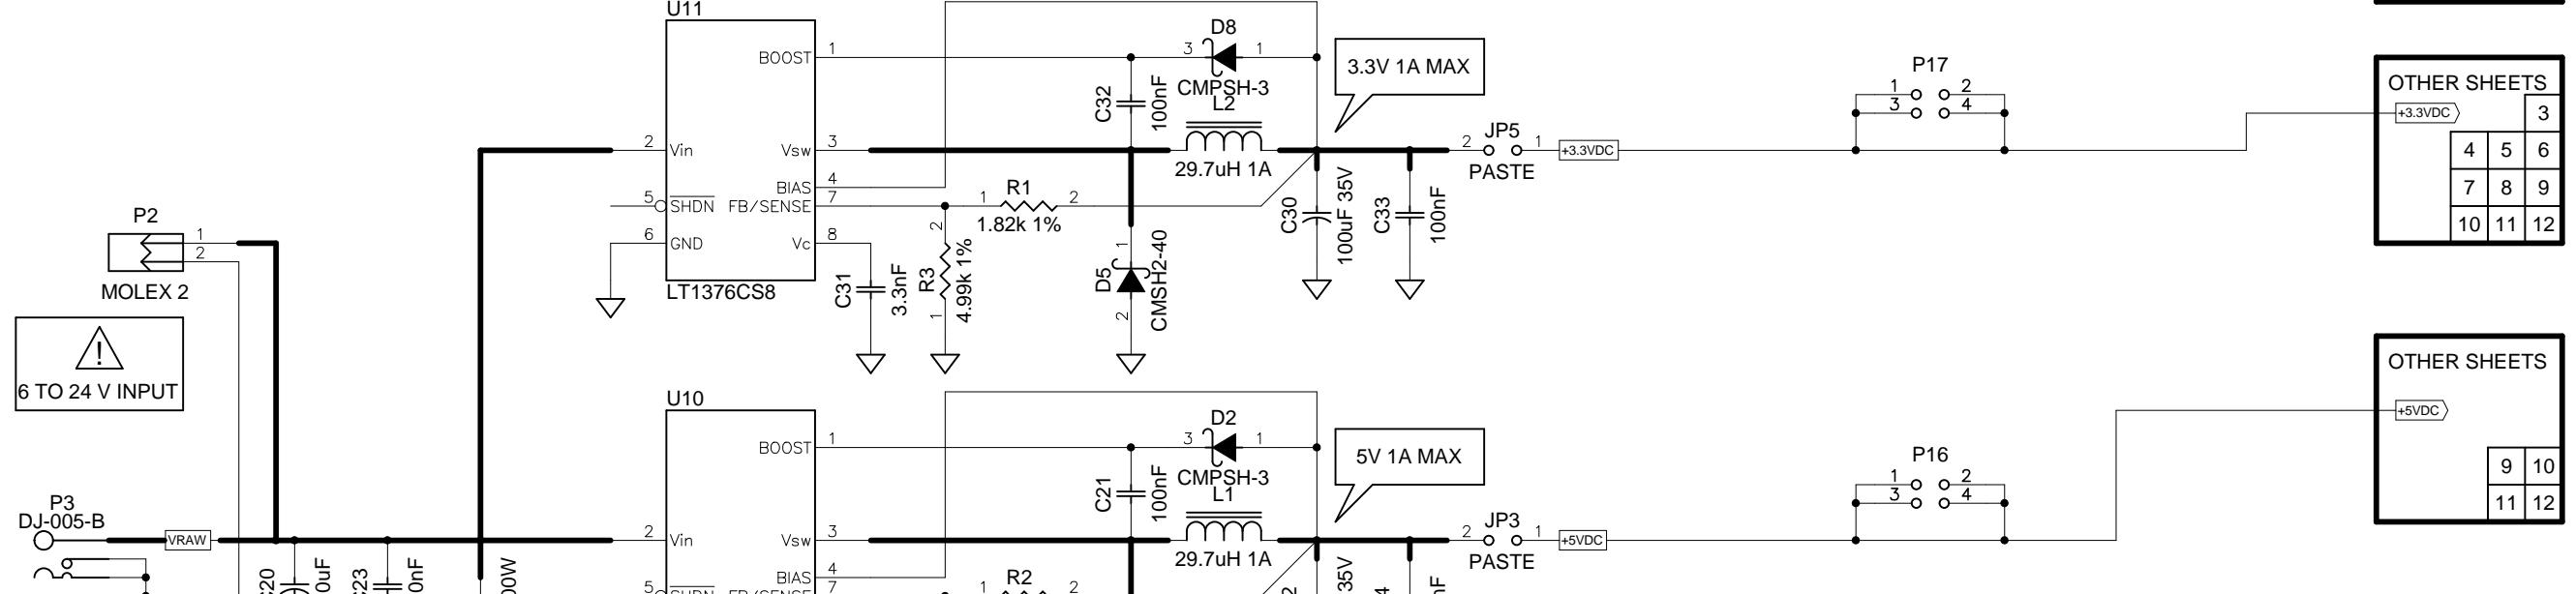 U11
BOOST
1
2
Vin
Vsw
3
BIAS
4
5
SHDN
FB/SENSE
7
6
GND
Vc
8
LT1376CS8
C31
3.3nF
R3
4.99k 1%
2
1
1
R1
2
1.82k 1%
C32
100nF
3
D8
1
CMPSH-3
L2
29.7uH 1A
D5
CMSH2-40
1
2
3.3V 1A MAX
C30
100uF 35V
C33
100nF
2
JP5
1
PASTE
+3.3VDC
P17
1
2
3
4
OTHER SHEETS
+3.3VDC
3
4 5 6
7 8 9
10 11 12
P2
1
2
MOLEX 2
!
6 TO 24 V INPUT
P3
DJ-005-B
VRAW
U10
BOOST
1
2
Vin
Vsw
3
BIAS
4
5
SHDN
FB/SENSE
7
1
R2
2
C21
100nF
3
D2
1
CMPSH-3
L1
29.7uH 1A
5V 1A MAX
35V
2
JP3
1
PASTE
+5VDC
P16
1
2
3
4
OTHER SHEETS
+5VDC
9 10
11 12